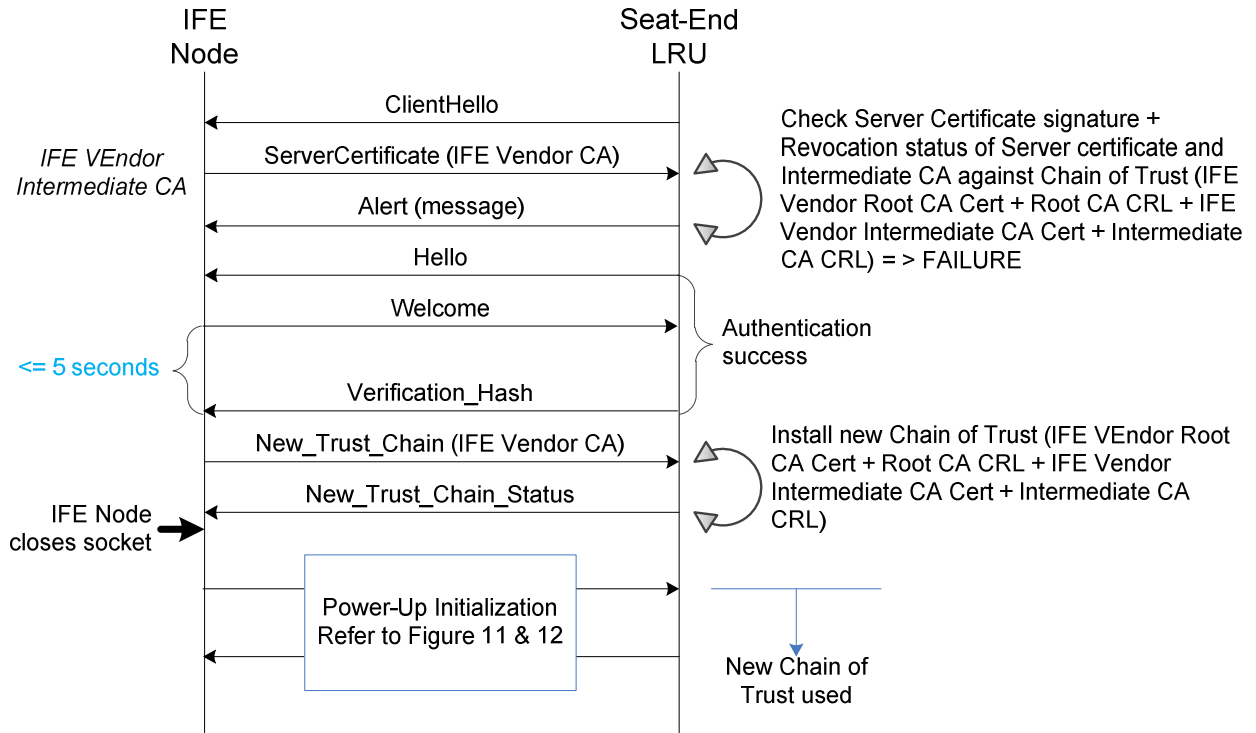 IFE
Node
Seat-End
LRU
ClientHello
IFE VEndor
Intermediate CA
ServerCertificate (IFE Vendor CA)
Alert (message)
Check Server Certificate signature +
Revocation status of Server certificate and
Intermediate CA against Chain of Trust (IFE
Vendor Root CA Cert + Root CA CRL + IFE
Vendor Intermediate CA Cert + Intermediate
CA CRL) = > FAILURE
Hello
Welcome
<= 5 seconds
Authentication
success
Verification_Hash
New_Trust_Chain (IFE Vendor CA)
Install new Chain of Trust (IFE VEndor Root
CA Cert + Root CA CRL + IFE Vendor
Intermediate CA Cert + Intermediate CA
CRL)
New_Trust_Chain_Status
IFE Node
closes socket
Power-Up Initialization
Refer to Figure 11 & 12
New Chain of
Trust used